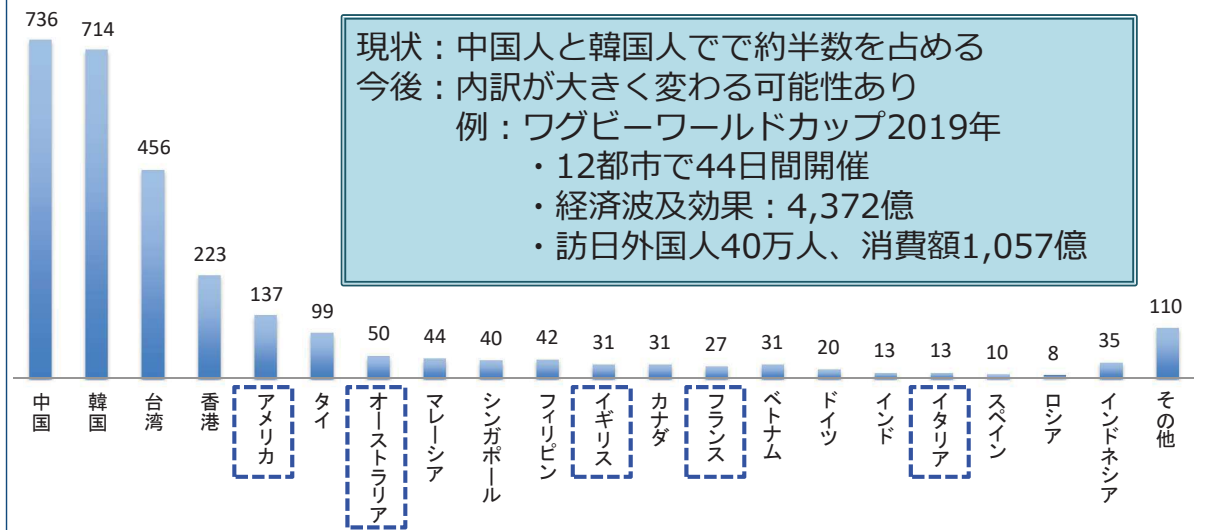 736
714
456
223
137
99
50
44
40
42
31
31
27
31
20
13
13
10
8
35
110
現状：中国人と韓国人でで約半数を占める
今後：内訳が大きく変わる可能性あり
例：ワグビーワールドカップ2019年
・12都市で44日間開催
・経済波及効果：4,372億
・訪日外国人40万人、消費額1,057億
中国
韓国
台湾
香港
アメリカ
タイ
オーストラリア
マレーシア
シンガポール
フィリピン
イギリス
カナダ
フランス
ベトナム
ドイツ
インド
イタリア
スペイン
ロシア
インドネシア
その他